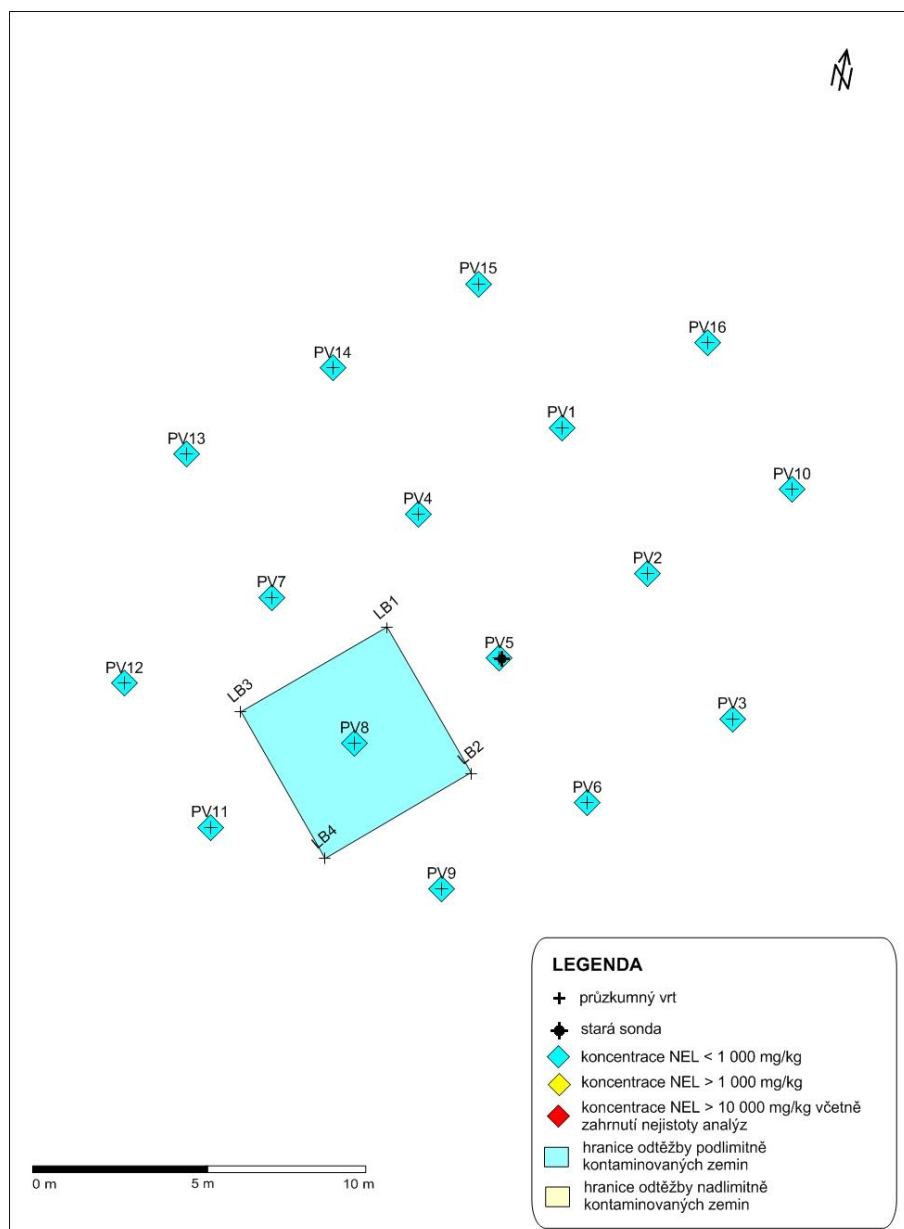 N
PV15
PV16
PV14
PV1
PV13
PV10
PV4
PV2
PV7
LB1
PV5
PV12
LB3
PV3
PV8
LB2
PV6
PV11
LB4
PV9
LEGENDA
průzkumný vrt
stará sonda
koncentrace NEL < 1 000 mg/kg
koncentrace NEL > 1 000 mg/kg
koncentrace NEL > 10 000 mg/kg včetně
zahrnutí nejistoty analýz
hranice odtěžby podlimitně
kontaminovaných zemin
hranice odtěžby nadlimitně
kontaminovaných zemin
0 m 5 m 10 m